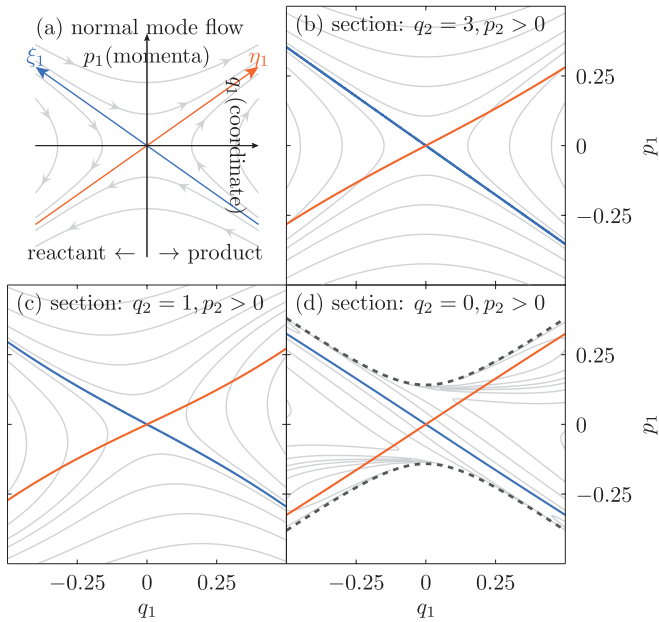 (a) normal mode flow
p₁(momenta)
ξ₁
η₁
q₁(coordinate)
reactant ← → product
(b) section: q₂ = 3, p₂ > 0
0.25
0
−0.25
p₁
(c) section: q₂ = 1, p₂ > 0
−0.25
0
0.25
q₁
(d) section: q₂ = 0, p₂ > 0
0.25
0
−0.25
p₁
−0.25
0
0.25
q₁